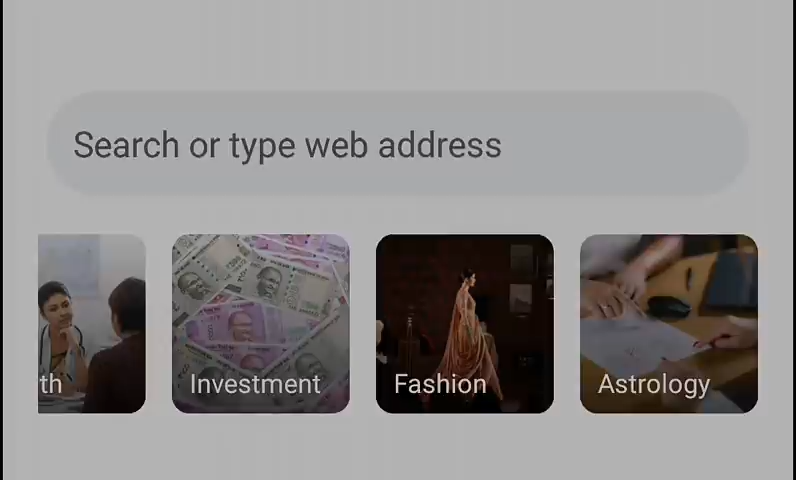 Search or type web address
th
Investment
Fashion
Astrology